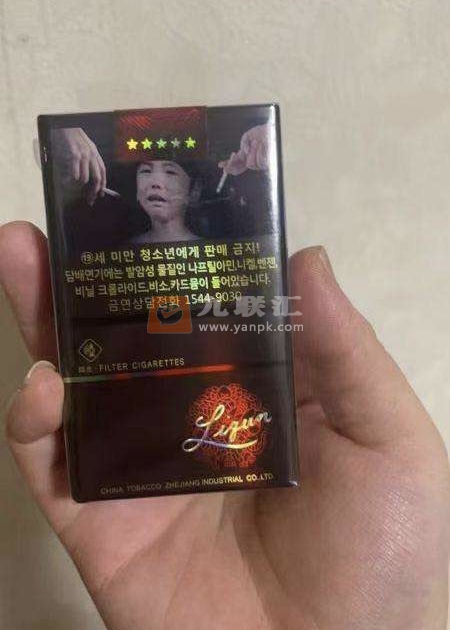 ⑲세 미만 청소년에게 판매 금지!
담배연기에는 발암성 물질인 나프틸아민,니켈,벤젠,
비닐 크롤라이드,비소,카드뮴이 들어있습니다.
금연상담전화 1544-9030
九联汇
www.yanpk.com
FILTER CIGARETTES
Liqun
CHINA TOBACCO ZHEJIANG INDUSTRIAL CO.,LTD